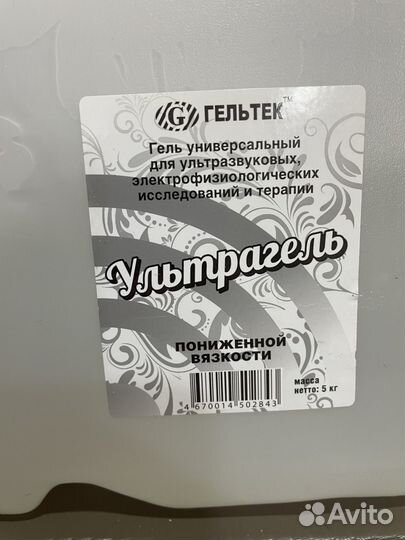 G ГЕЛЬТЕК™
Гель универсальный
для ультразвуковых,
электрофизиологических
исследований и терапии
Ультрагель
ПОНИЖЕННОЙ
ВЯЗКОСТИ
масса
нетто: 5 кг
4 670014 502843
Avito